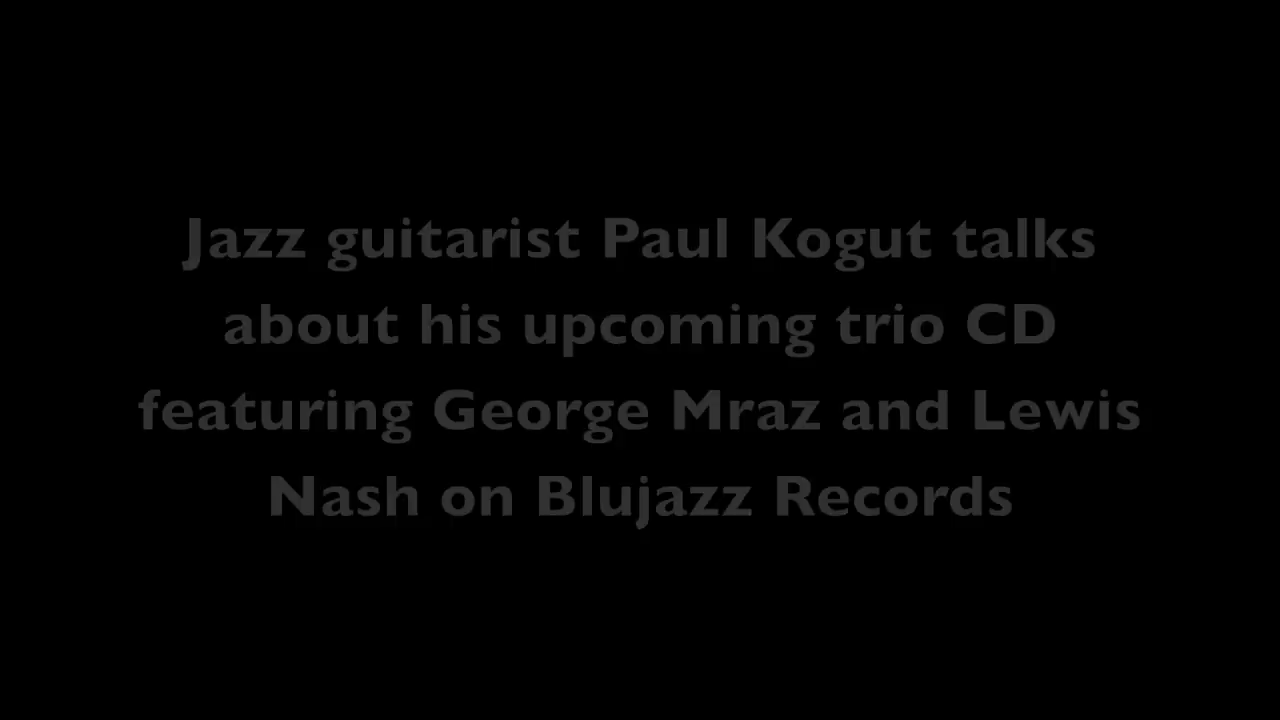 Jazz guitarist Paul Kogut talks
about his upcoming trio CD
featuring George Mraz and Lewis
Nash on Blujazz Records